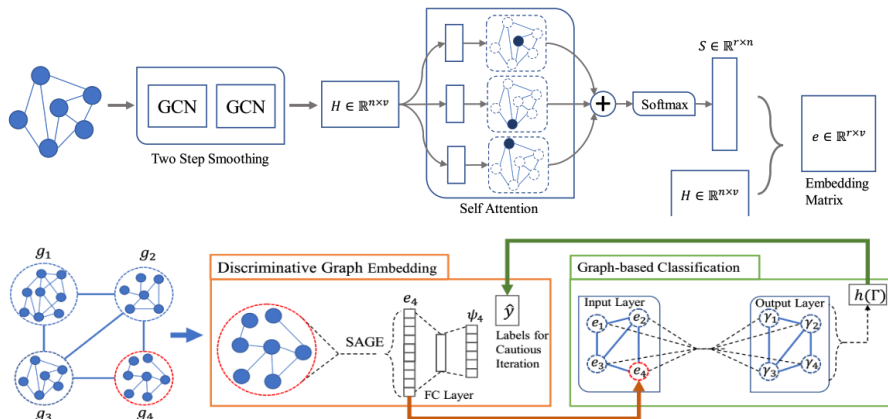 GCN
GCN
Two Step Smoothing
H ∈ ℝ^{n×v}
Self Attention
+
Softmax
S ∈ ℝ^{r×n}
H ∈ ℝ^{n×v}
e ∈ ℝ^{r×v}
Embedding
Matrix
g₁
g₂
g₃
g₄
Discriminative Graph Embedding
SAGE
e₄
FC Layer
ψ₄
ŷ
Labels for
Cautious
Iteration
Graph-based Classification
Input Layer
e₁
e₂
e₃
e₄
Output Layer
γ₁
γ₂
γ₃
γ₄
h(Γ)